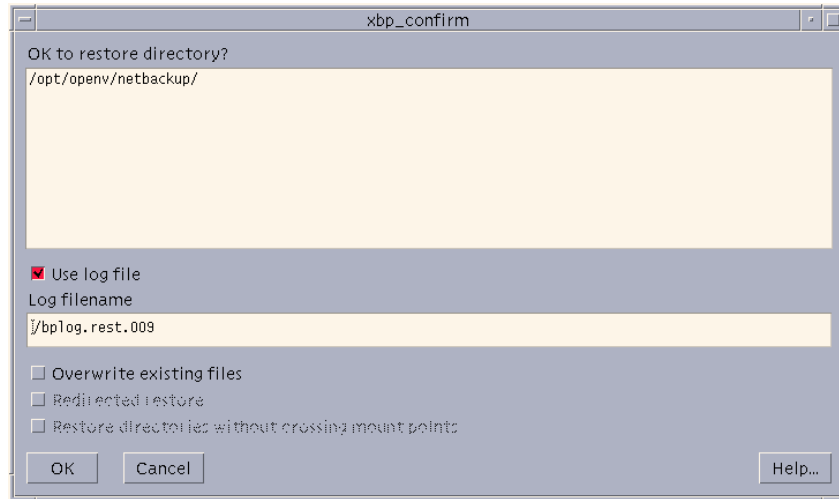 xbp_confirm
OK to restore directory?
/opt/openv/netbackup/
Use log file
Log filename
/bplog.rest.009
Overwrite existing files
Redirected restore
Restore directories without crossing mount points
OK Cancel Help...